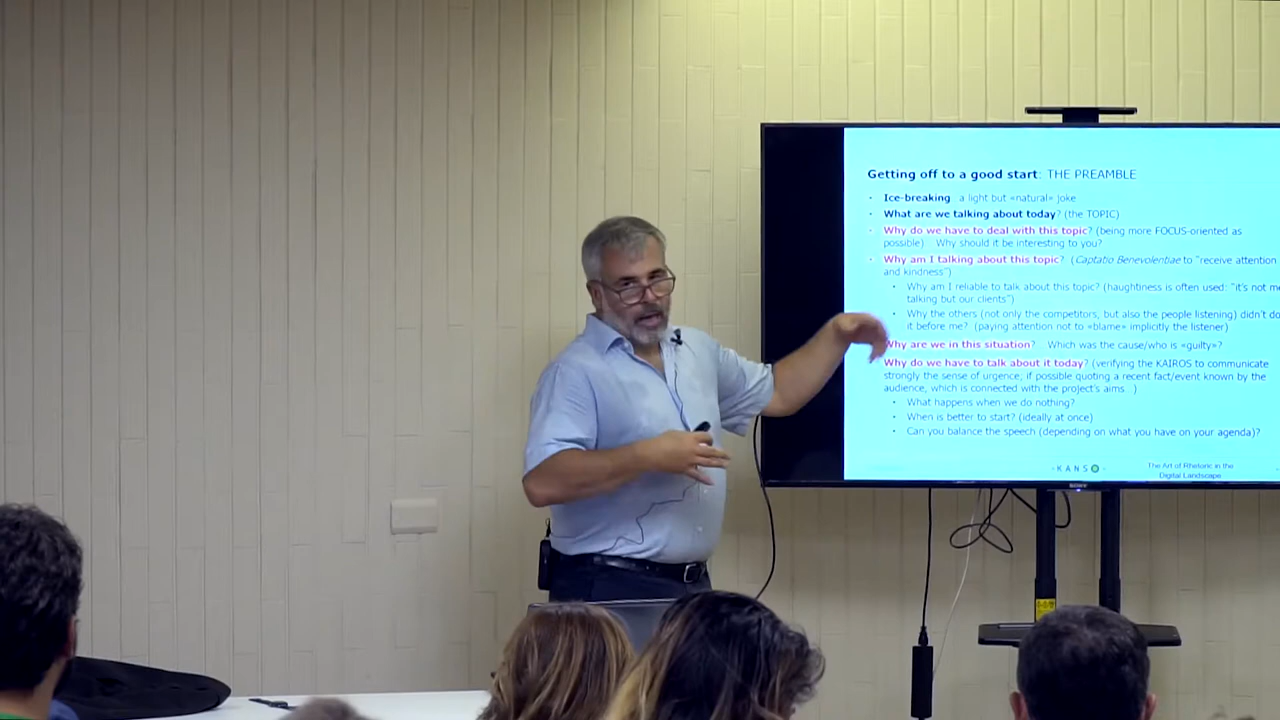 Getting off to a good start: THE PREAMBLE
• Ice-breaking : a light but «natural» joke
• What are we talking about today? (the TOPIC)
• Why do we have to deal with this topic? (being more FOCUS-oriented as
possible) Why should it be interesting to you?
• Why am I talking about this topic? (Captatio Benevolentiae to "receive attention
and kindness")
• Why am I reliable to talk about this topic? (haughtiness is often used: "it's not me
talking but our clients")
• Why the others (not only the competitors, but also the people listening) didn't do
it before me? (paying attention not to «blame» implicitly the listener)
Why are we in this situation? Which was the cause/who is «guilty»?
Why do we have to talk about it today? (verifying the KAIROS to communicate
strongly the sense of urgence; if possible quoting a recent fact/event known by the
audience, which is connected with the project's aims...)
• What happens when we do nothing?
• When is better to start? (ideally at once)
• Can you balance the speech (depending on what you have on your agenda)?
- KANSO -
The Art of Rhetoric in the
Digital Landscape
SONY